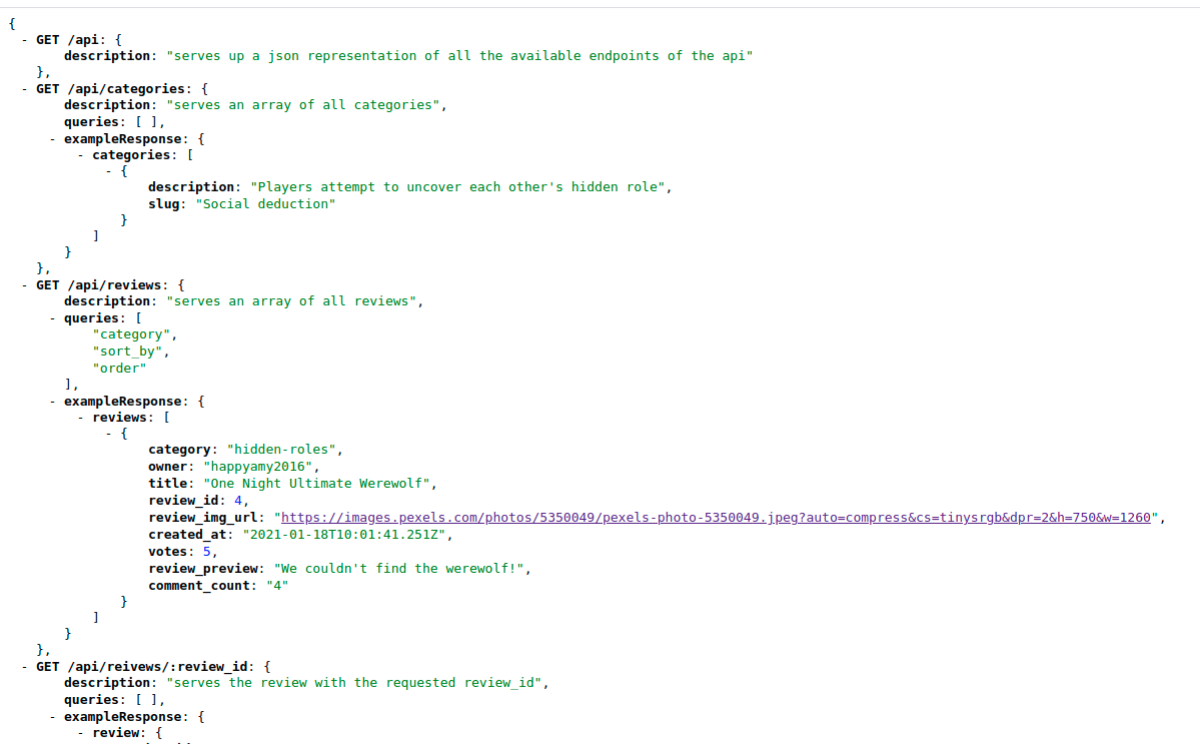 {
- GET /api: {
description: "serves up a json representation of all the available endpoints of the api"
},
- GET /api/categories: {
description: "serves an array of all categories",
queries: [ ],
- exampleResponse: {
- categories: [
- {
description: "Players attempt to uncover each other's hidden role",
slug: "Social deduction"
}
]
}
},
- GET /api/reviews: {
description: "serves an array of all reviews",
- queries: [
"category",
"sort_by",
"order"
],
- exampleResponse: {
- reviews: [
- {
category: "hidden-roles",
owner: "happyamy2016",
title: "One Night Ultimate Werewolf",
review_id: 4,
review_img_url: "https://images.pexels.com/photos/5350049/pexels-photo-5350049.jpeg?auto=compress&cs=tinysrgb&dpr=2&h=750&w=1260",
created_at: "2021-01-18T10:01:41.251Z",
votes: 5,
review_preview: "We couldn't find the werewolf!",
comment_count: "4"
}
]
}
},
- GET /api/reivews/:review_id: {
description: "serves the review with the requested review_id",
queries: [ ],
- exampleResponse: {
- review: {